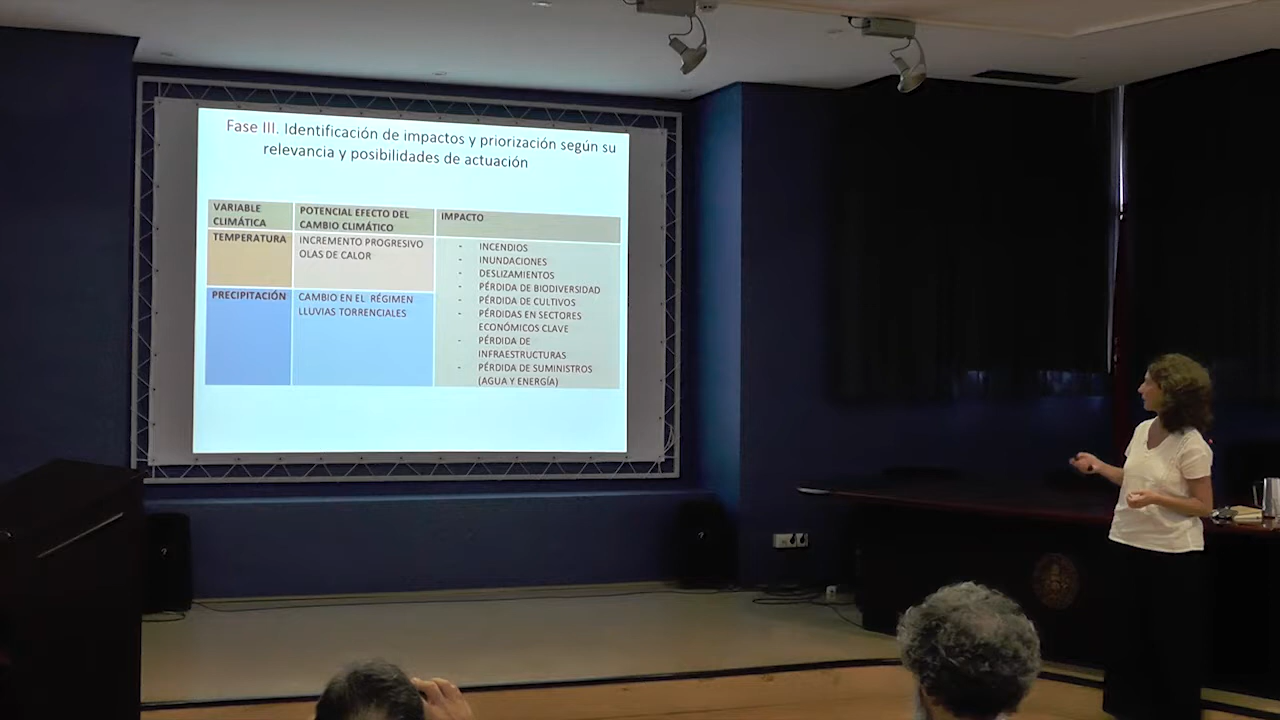 Fase III. Identificación de impactos y priorización según su
relevancia y posibilidades de actuación
VARIABLE
CLIMÁTICA
POTENCIAL EFECTO DEL
CAMBIO CLIMÁTICO
IMPACTO
TEMPERATURA
INCREMENTO PROGRESIVO
OLAS DE CALOR
PRECIPITACIÓN
CAMBIO EN EL RÉGIMEN
LLUVIAS TORRENCIALES
- INCENDIOS
- INUNDACIONES
- DESLIZAMIENTOS
- PÉRDIDA DE BIODIVERSIDAD
- PÉRDIDA DE CULTIVOS
- PÉRDIDAS EN SECTORES
ECONÓMICOS CLAVE
- PÉRDIDA DE
INFRAESTRUCTURAS
- PÉRDIDA DE SUMINISTROS
(AGUA Y ENERGÍA)